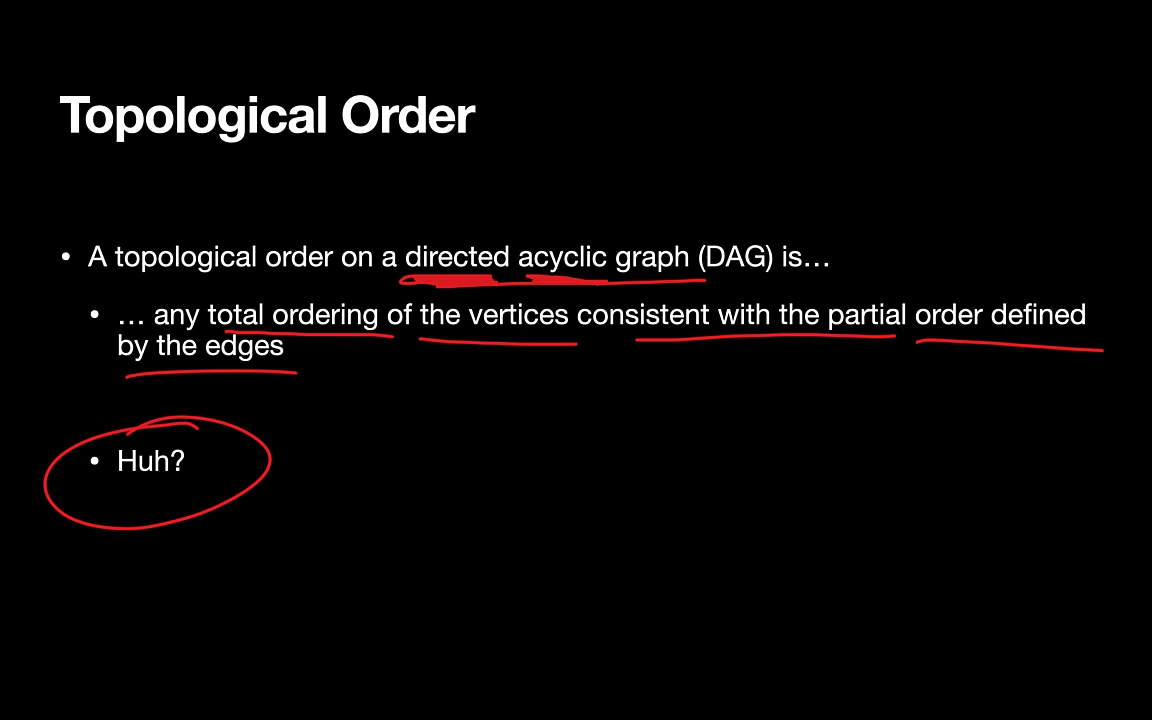 Topological Order
• A topological order on a directed acyclic graph (DAG) is…
• … any total ordering of the vertices consistent with the partial order defined
by the edges
• Huh?